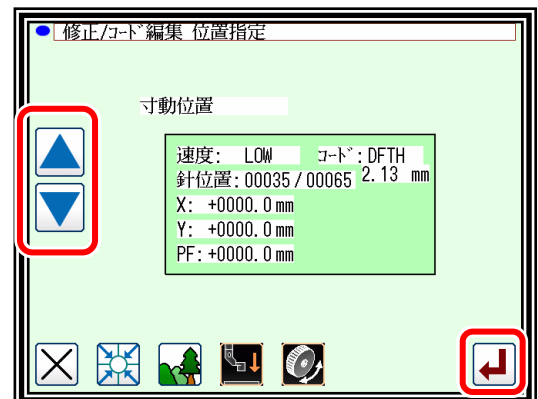 修正/ｺｰﾄﾞ編集 位置指定
寸動位置
速度: LOW ｺｰﾄﾞ:DFTH
針位置:00035/00065 2.13 mm
X: +0000.0mm
Y: +0000.0mm
PF:+0000.0mm